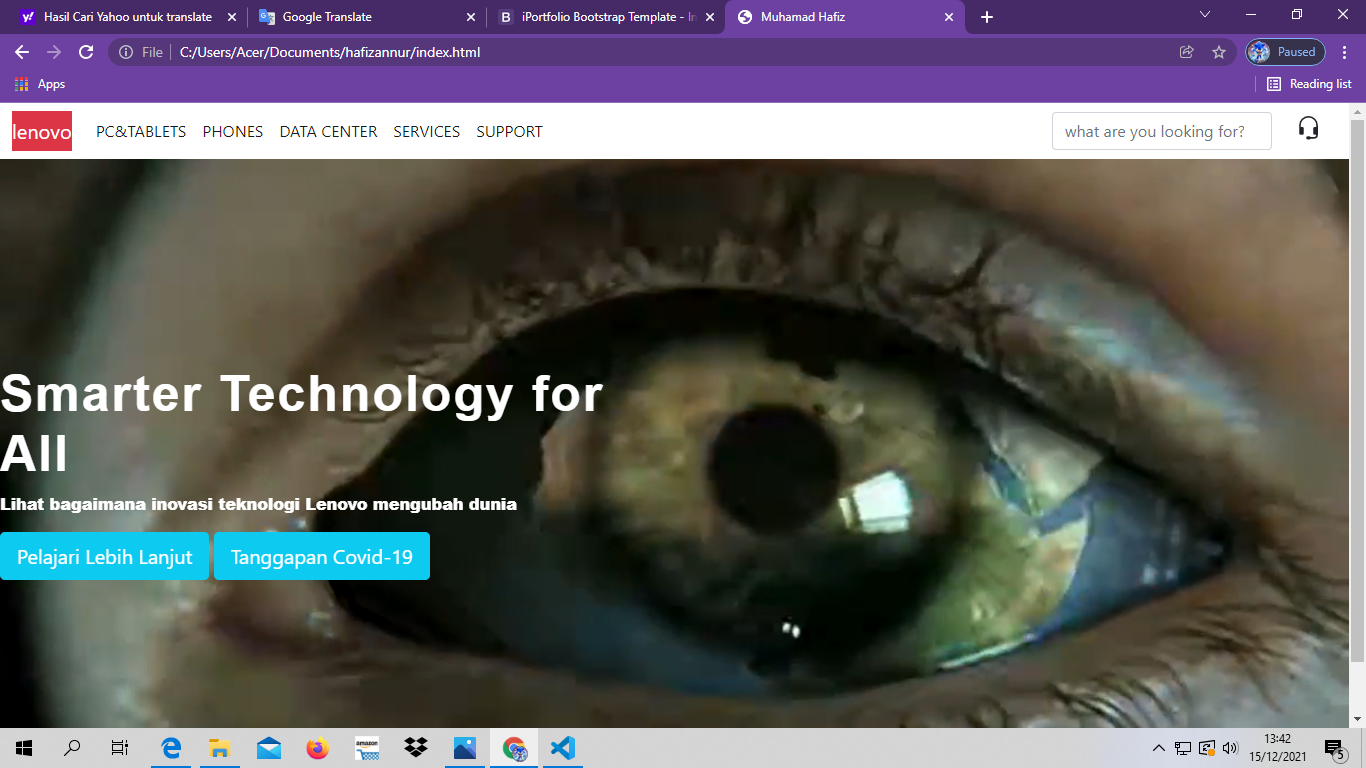 Hasil Cari Yahoo untuk translate
Google Translate
iPortfolio Bootstrap Template - In
Muhamad Hafiz
File
C:/Users/Acer/Documents/hafizannur/index.html
Paused
Apps
Reading list
lenovo
PC&TABLETS PHONES DATA CENTER SERVICES SUPPORT
what are you looking for?
Smarter Technology for
All
Lihat bagaimana inovasi teknologi Lenovo mengubah dunia
Pelajari Lebih Lanjut
Tanggapan Covid-19
amazon
13:42
15/12/2021
5